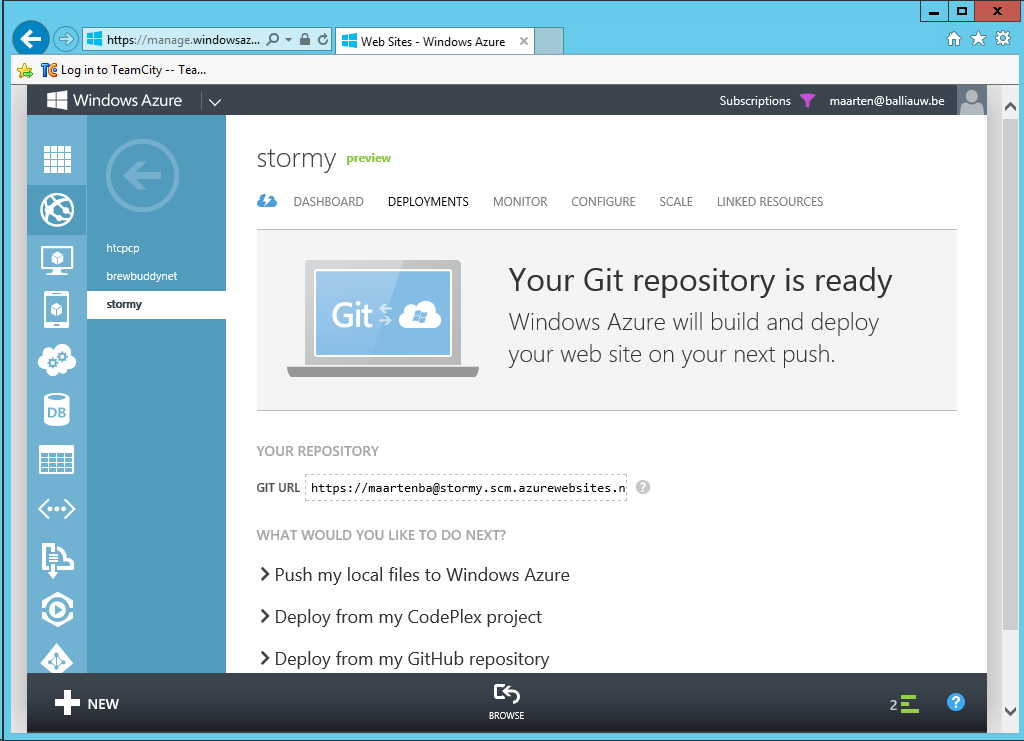 https://manage.windowsaz...
Web Sites - Windows Azure
TC Log in to TeamCity -- Tea...
Windows Azure
Subscriptions
maarten@balliauw.be
htcpcp
brewbuddynet
stormy
DB
stormy preview
DASHBOARD DEPLOYMENTS MONITOR CONFIGURE SCALE LINKED RESOURCES
Git
Your Git repository is ready
Windows Azure will build and deploy
your web site on your next push.
YOUR REPOSITORY
GIT URL https://maartenba@stormy.scm.azurewebsites.n ?
WHAT WOULD YOU LIKE TO DO NEXT?
Push my local files to Windows Azure
Deploy from my CodePlex project
Deploy from my GitHub repository
NEW
BROWSE
2
?